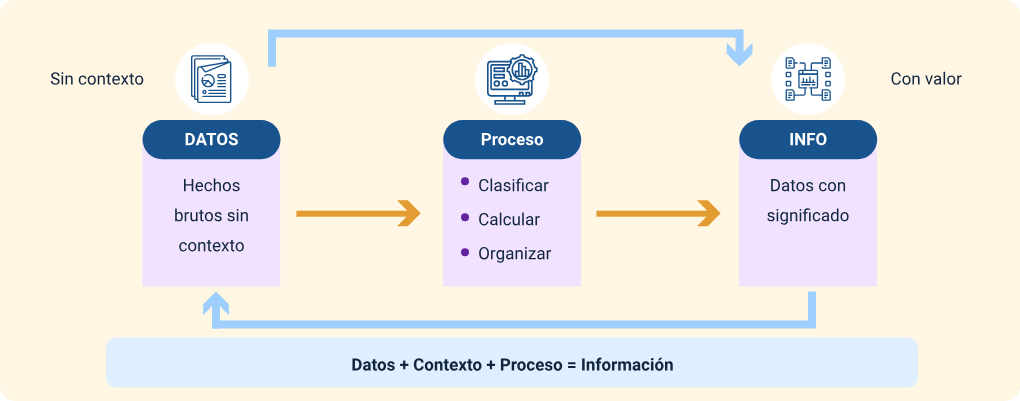 Sin contexto
Con valor
DATOS
Hechos
brutos sin
contexto
Proceso
Clasificar
Calcular
Organizar
INFO
Datos con
significado
Datos + Contexto + Proceso = Información